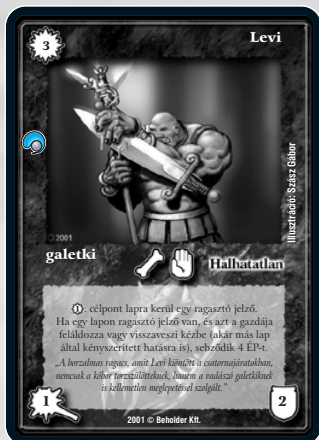 3
Levi
© 2001
Illusztráció: Szász Gábor
galetki
Halhatatlan
①: célpont lapra kerül egy ragasztó jelző.
Ha egy lapon ragasztó jelző van, és azt a gazdája
feláldozza vagy visszaveszi kézbe (akár más lap
által kényszerített hatásra is), sebződik 4 ÉP-t.
„A borzalmas ragacs, amit Levi kiöntött a csatornajáratokban,
nemcsak a kóbor torzszülötteknek, hanem a vadászó galetkiknek
is kellemetlen meglepetéssel szolgált.”
1
2001 © Beholder Kft.
2